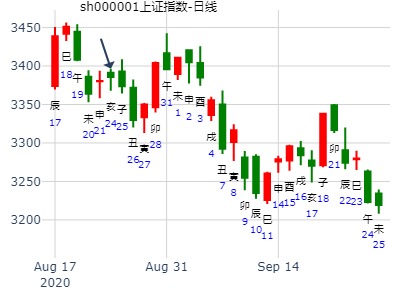 sh000001上证指数-日线
3450
3400
3350
3300
3250
3200
辰
17
巳
18
午
19
未
20
申
21
亥
24
子
25
丑
26
寅
27
卯
28
午
31
未
1
申
2
酉
3
戌
4
丑
7
寅
8
卯
9
辰
10
巳
11
申
14
酉
15
戌
16
亥
17
子
18
卯
21
辰
22
巳
23
午
24
未
25
Aug 17
2020
Aug 31
Sep 14